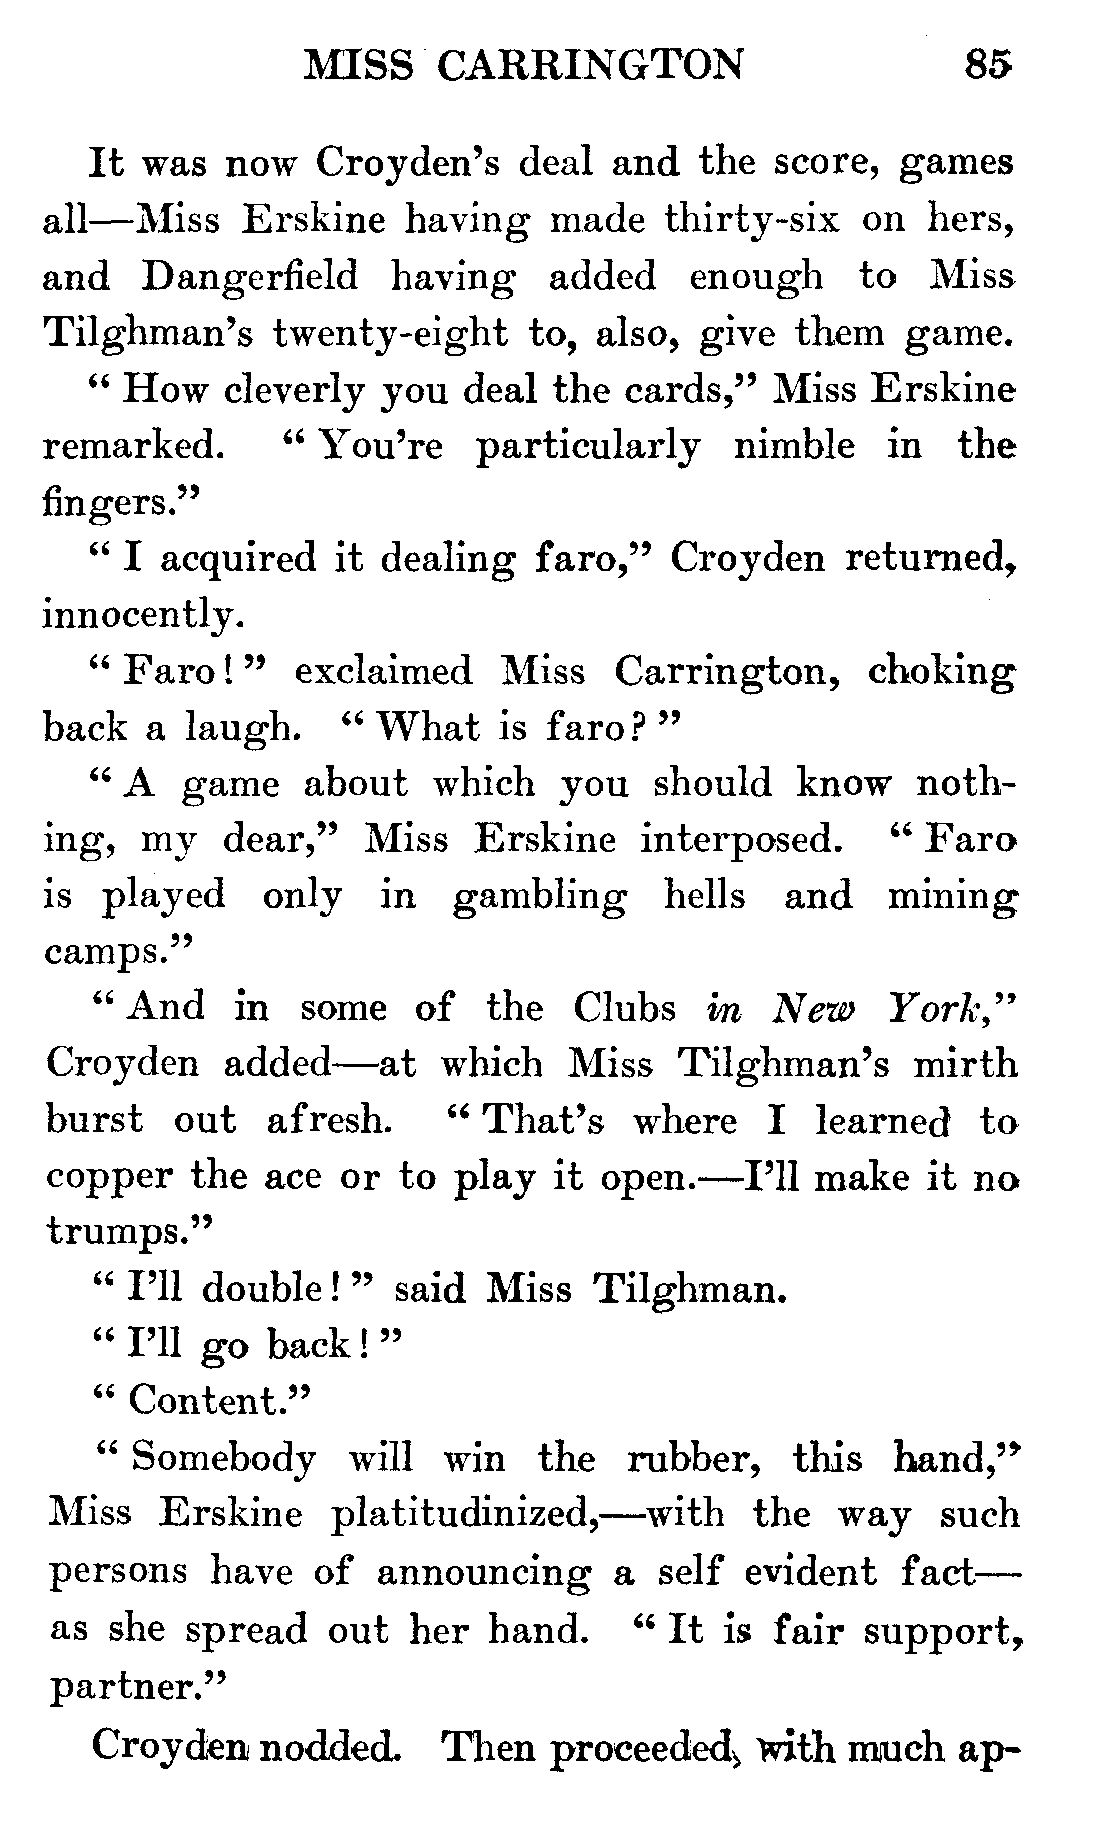 MISS CARRINGTON 85
It was now Croyden's deal and the score, games
all—Miss Erskine having made thirty-six on hers,
and Dangerfield having added enough to Miss
Tilghman's twenty-eight to, also, give them game.
" How cleverly you deal the cards," Miss Erskine
remarked. " You're particularly nimble in the
fingers."
" I acquired it dealing faro," Croyden returned,
innocently.
" Faro! " exclaimed Miss Carrington, choking
back a laugh. " What is faro? "
" A game about which you should know noth-
ing, my dear," Miss Erskine interposed. " Faro
is played only in gambling hells and mining
camps."
" And in some of the Clubs in New York,"
Croyden added—at which Miss Tilghman's mirth
burst out afresh. " That's where I learned to
copper the ace or to play it open.—I'll make it no
trumps."
" I'll double! " said Miss Tilghman.
" I'll go back! "
" Content."
" Somebody will win the rubber, this hand,"
Miss Erskine platitudinized,—with the way such
persons have of announcing a self evident fact—
as she spread out her hand. " It is fair support,
partner."
Croyden nodded. Then proceeded, with much ap-